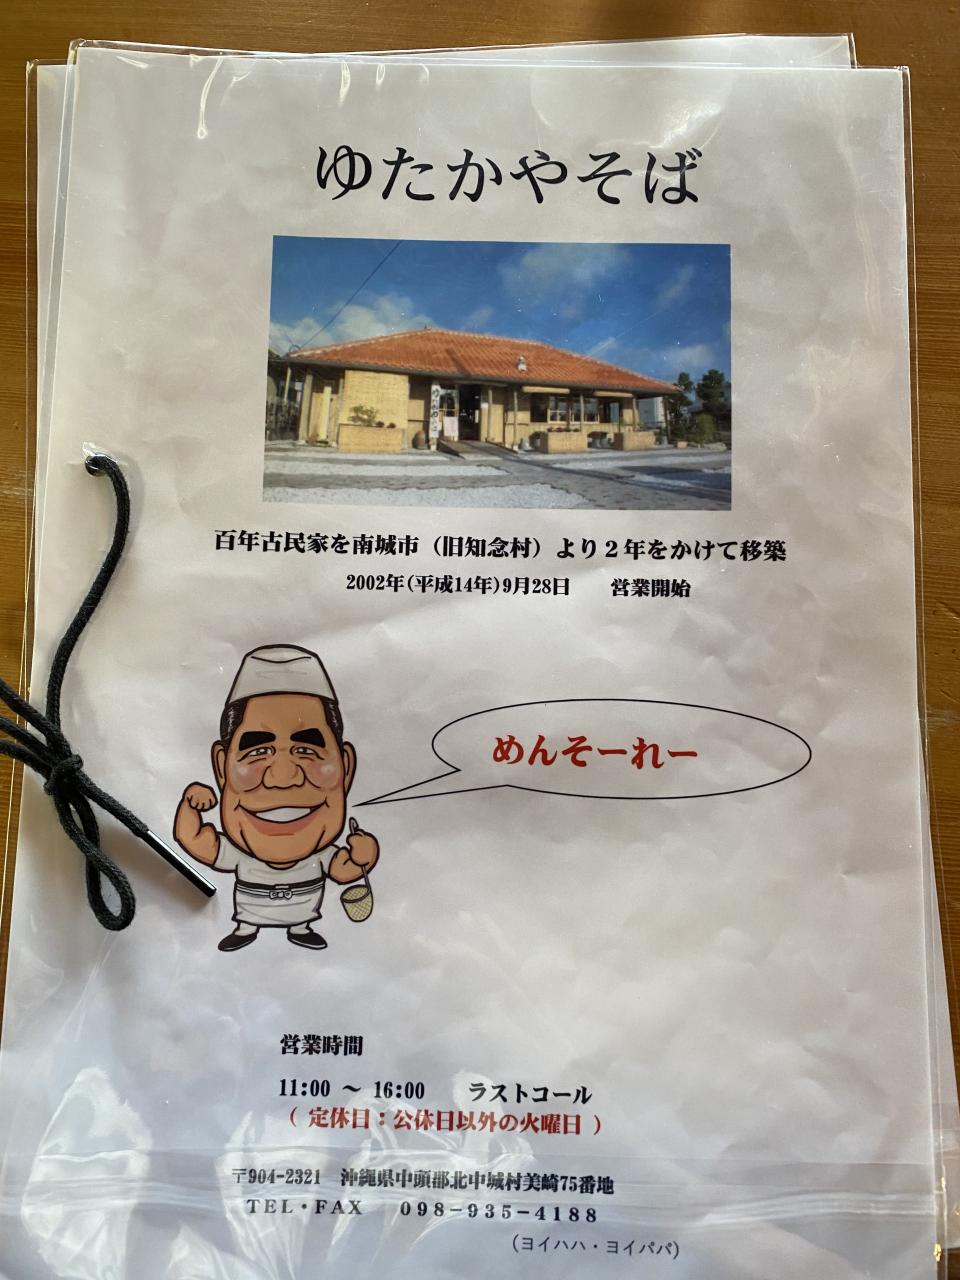 ゆたかやそば
百年古民家を南城市（旧知念村）より２年をかけて移築
2002年(平成14年)9月28日　　営業開始
めんそーれー
営業時間
11:00 ～ 16:00　　ラストコール
（ 定休日：公休日以外の火曜日 ）
〒904-2321　沖縄県中頭郡北中城村美崎75番地
ＴＥＬ・ＦＡＸ　０９８－９３５－４１８８
(ヨイハハ・ヨイパパ)